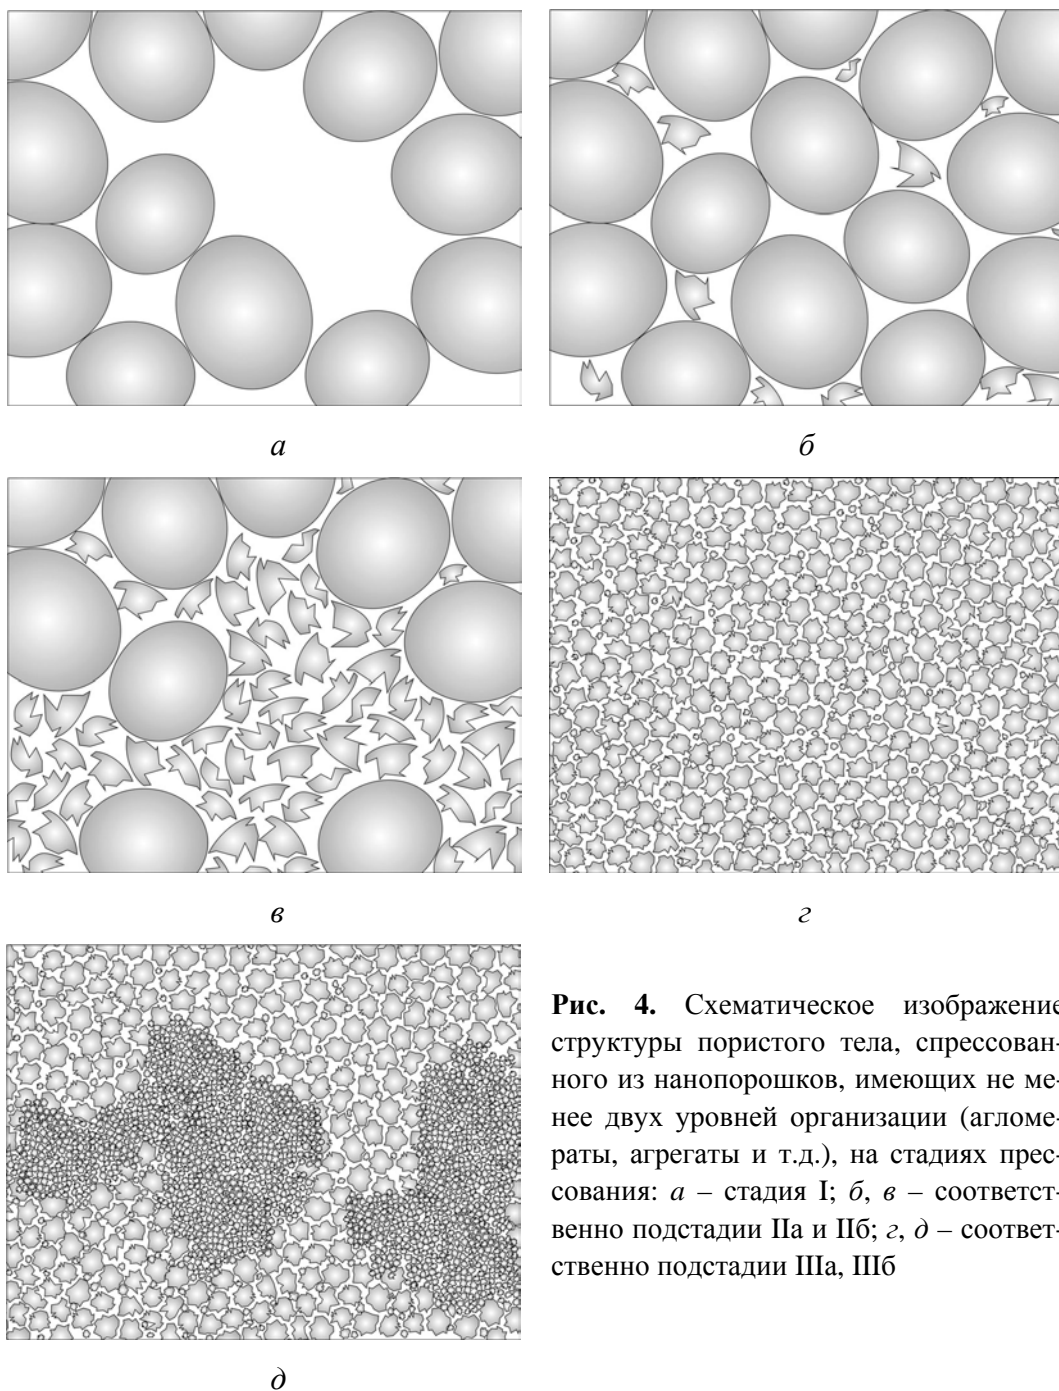 а
б
в
г
д
Рис. 4. Схематическое изображение
структуры пористого тела, спрессован-
ного из нанопорошков, имеющих не ме-
нее двух уровней организации (агломе-
раты, агрегаты и т.д.), на стадиях прес-
сования: а – стадия I; б, в – соответст-
венно подстадии IIа и IIб; г, д – соответ-
ственно подстадии IIIа, IIIб